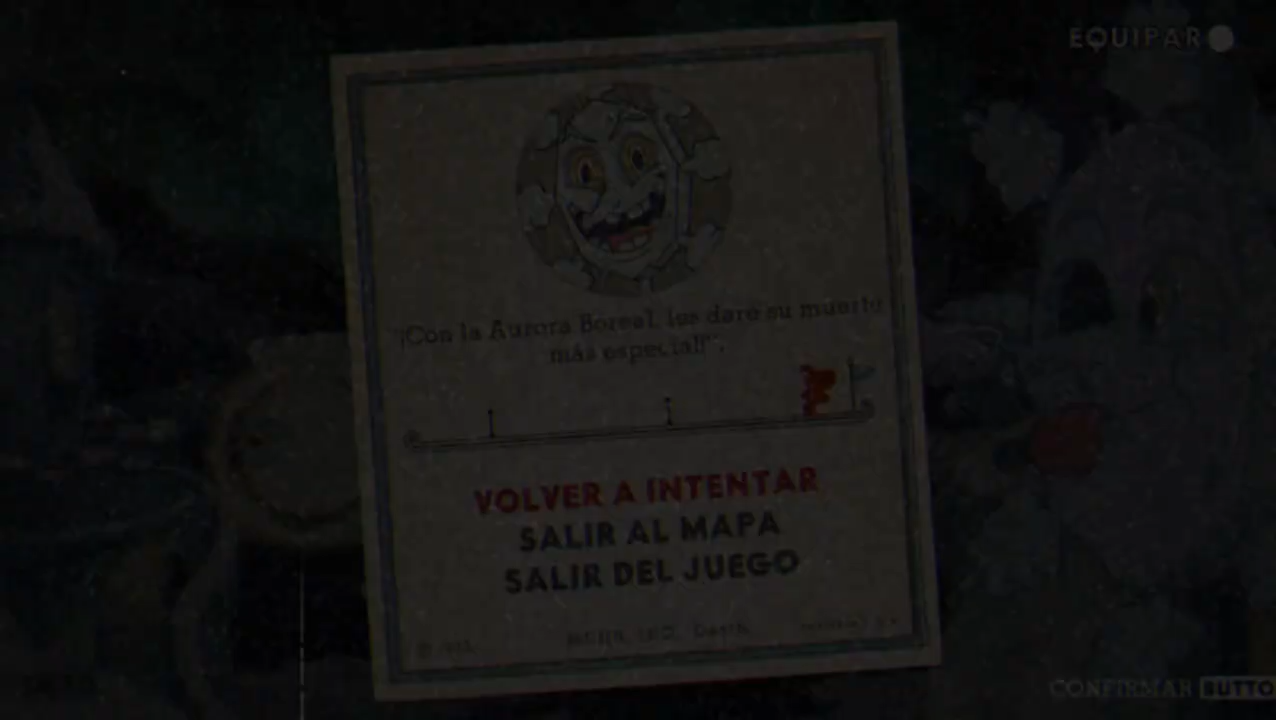 EQUIPAR
"¡Con la Aurora Boreal, les daré su muerte
más especial!".
VOLVER A INTENTAR
SALIR AL MAPA
SALIR DEL JUEGO
CONFIRMAR BUTTO